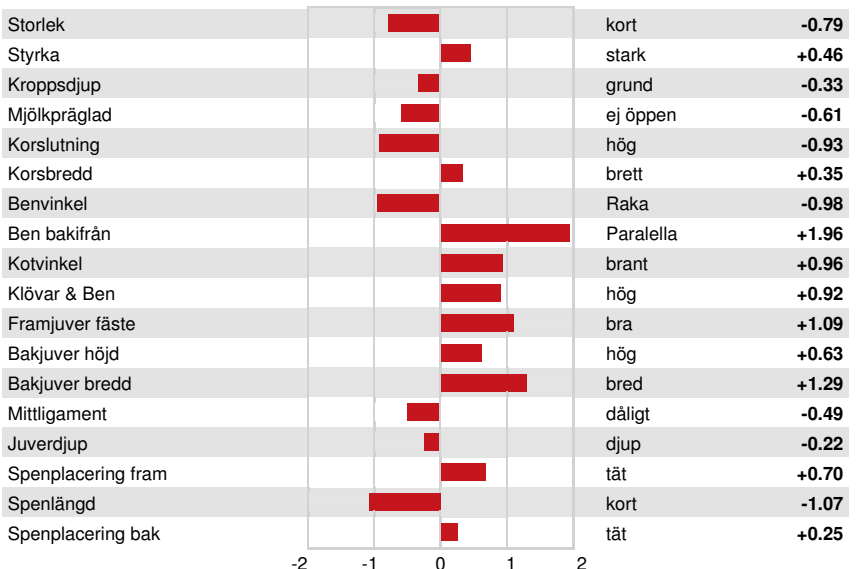 Storlek kort -0.79
Styrka stark +0.46
Kroppsdjup grund -0.33
Mjölkpräglad ej öppen -0.61
Korslutning hög -0.93
Korsbredd brett +0.35
Benvinkel Raka -0.98
Ben bakifrån Paralella +1.96
Kotvinkel brant +0.96
Klövar & Ben hög +0.92
Framjuver fäste bra +1.09
Bakjuver höjd hög +0.63
Bakjuver bredd bred +1.29
Mittligament dåligt -0.49
Juverdjup djup -0.22
Spenplacering fram tät +0.70
Spenlängd kort -1.07
Spenplacering bak tät +0.25
-2 -1 0 1 2